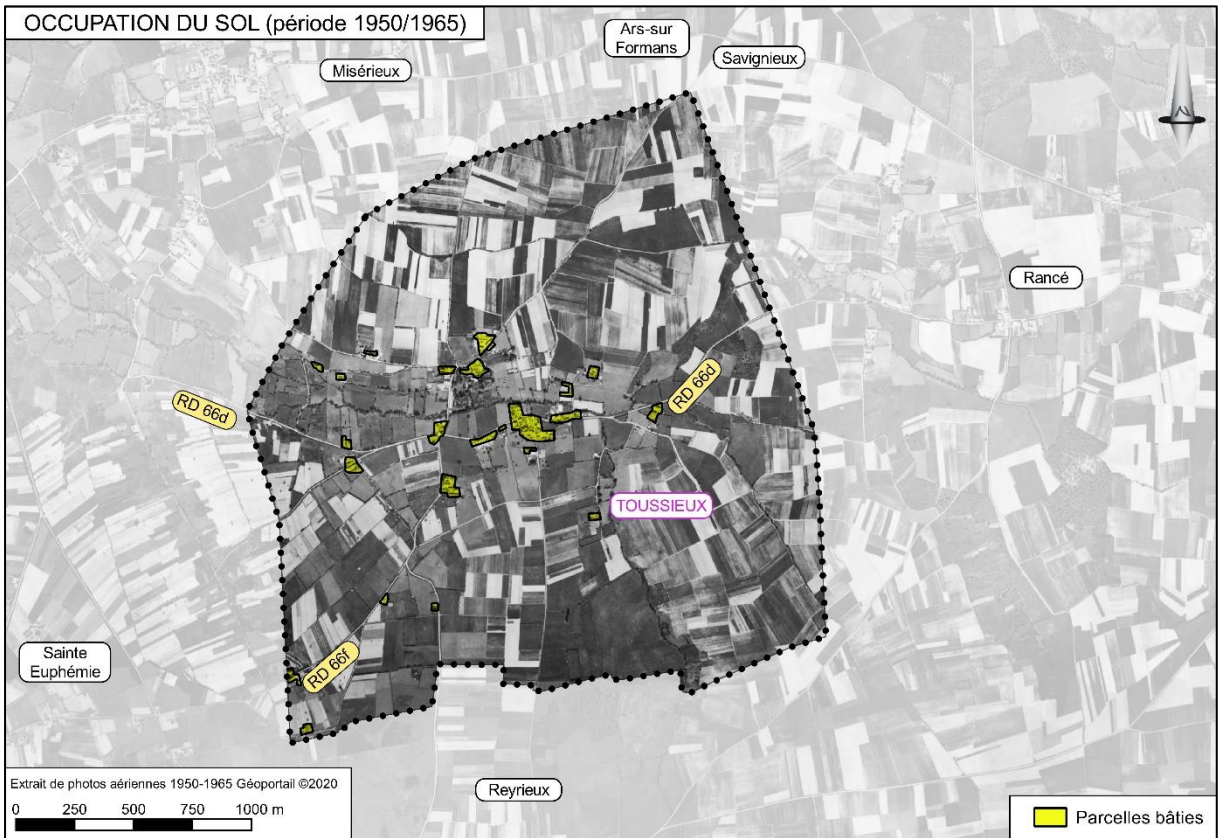 OCCUPATION DU SOL (période 1950/1965)
Ars-sur
Formans
Misérieux
Savignieux
Rancé
RD 66d
RD 66d
TOUSSIEUX
Sainte
Euphémie
RD 66f
Extrait de photos aériennes 1950-1965 Géoportail ©2020
0 250 500 750 1000 m
Reyrieux
Parcelles bâties